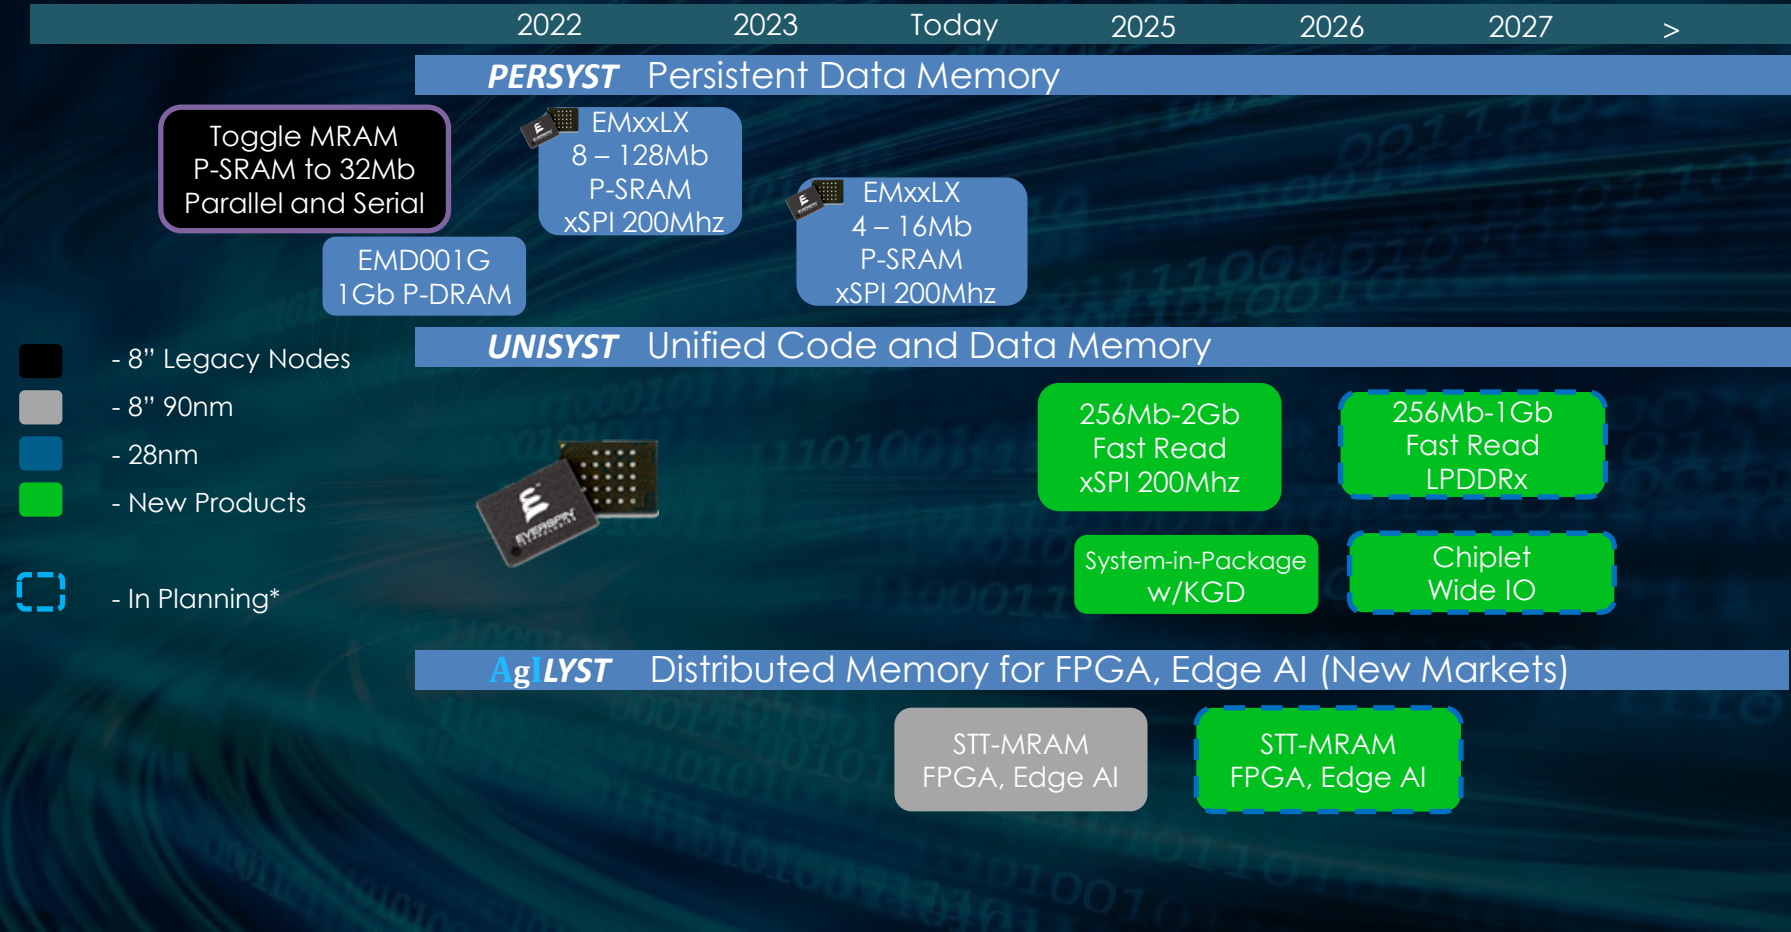 2022 2023 Today 2025 2026 2027 >
PERSYST Persistent Data Memory
Toggle MRAM
P-SRAM to 32Mb
Parallel and Serial
EMxxLX
8 – 128Mb
P-SRAM
xSPI 200Mhz
EMxxLX
4 – 16Mb
P-SRAM
xSPI 200Mhz
EMD001G
1Gb P-DRAM
UNISYST Unified Code and Data Memory
- 8” Legacy Nodes
- 8” 90nm
- 28nm
- New Products
- In Planning*
EVERSPIN
TECHNOLOGIES
256Mb-2Gb
Fast Read
xSPI 200Mhz
256Mb-1Gb
Fast Read
LPDDRx
System-in-Package
w/KGD
Chiplet
Wide IO
AgILYST Distributed Memory for FPGA, Edge AI (New Markets)
STT-MRAM
FPGA, Edge AI
STT-MRAM
FPGA, Edge AI